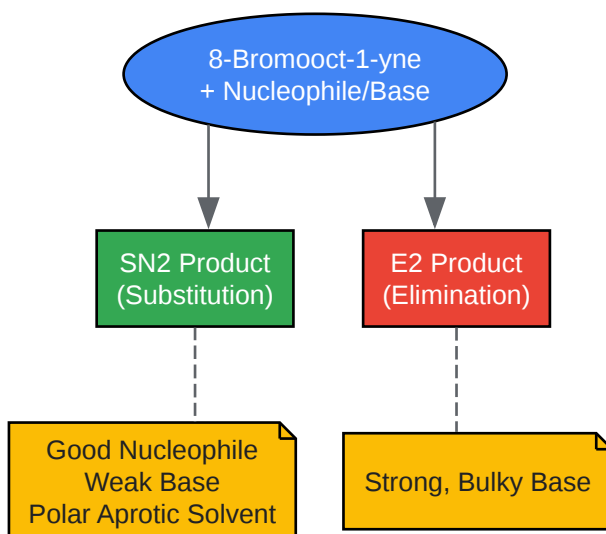 8-Bromooct-1-yne
+ Nucleophile/Base
SN2 Product
(Substitution)
E2 Product
(Elimination)
Good Nucleophile
Weak Base
Polar Aprotic Solvent
Strong, Bulky Base